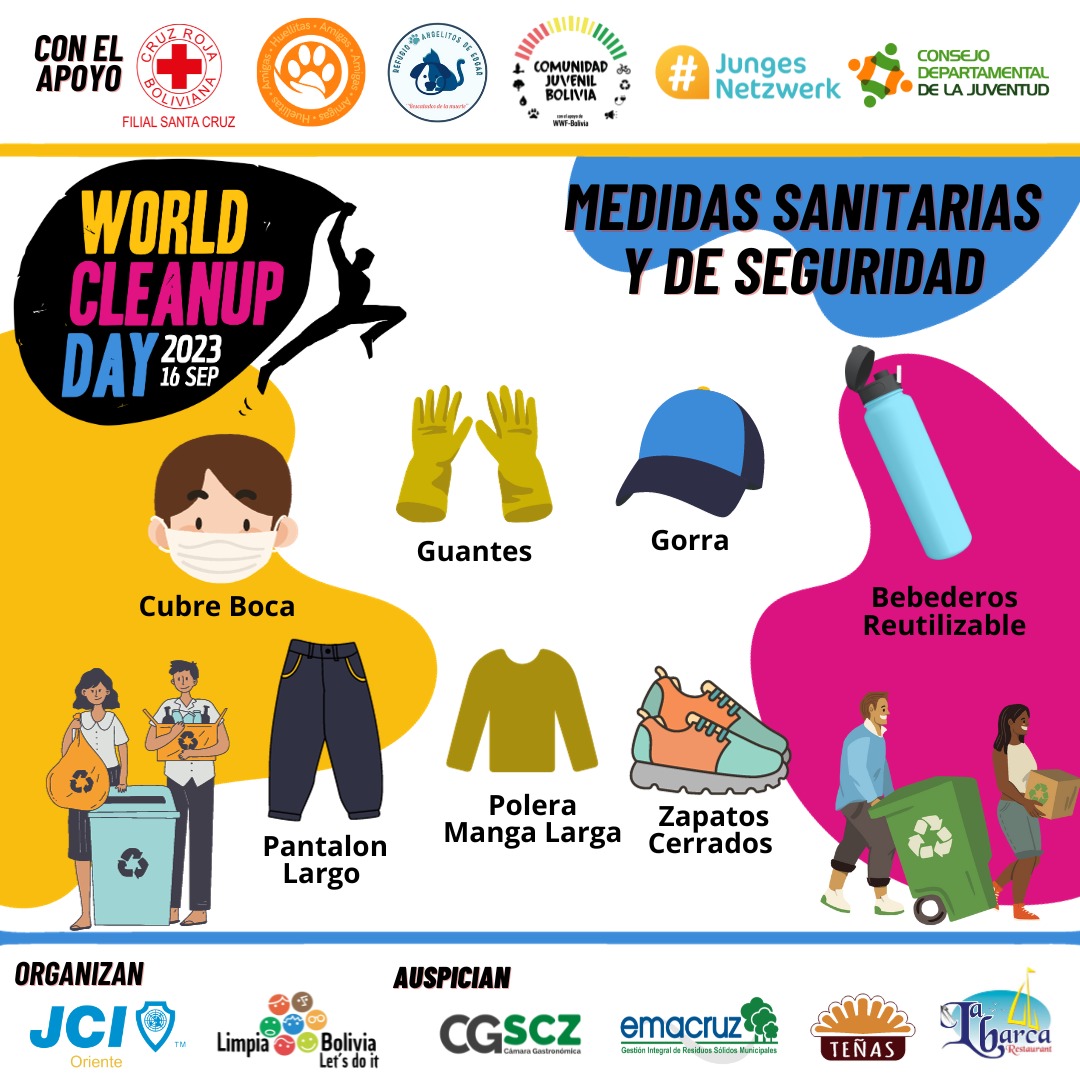 CON EL
APOYO
CRUZ ROJA
BOLIVIANA
FILIAL SANTA CRUZ
Huellitas • Amigas • Huellitas • Amigas
REFUGIO ANGELITOS DE EDGAR
"Rescatados de la muerte"
COMUNIDAD
JUVENIL
BOLIVIA
con el apoyo de
WWF-Bolivia
#
Junges
Netzwerk
CONSEJO
DEPARTAMENTAL
DE LA JUVENTUD
WORLD
CLEANUP
DAY 2023
16 SEP
MEDIDAS SANITARIAS
Y DE SEGURIDAD
Cubre Boca
Guantes
Gorra
Bebederos
Reutilizable
Pantalon
Largo
Polera
Manga Larga
Zapatos
Cerrados
ORGANIZAN
JCI TM
Oriente
Limpia Bolivia
Let's do it
AUSPICIAN
CGSCZ
Cámara Gastronómica
emacruz
Gestión Integral de Residuos Sólidos Municipales
TEÑAS
La Barca
Restaurant